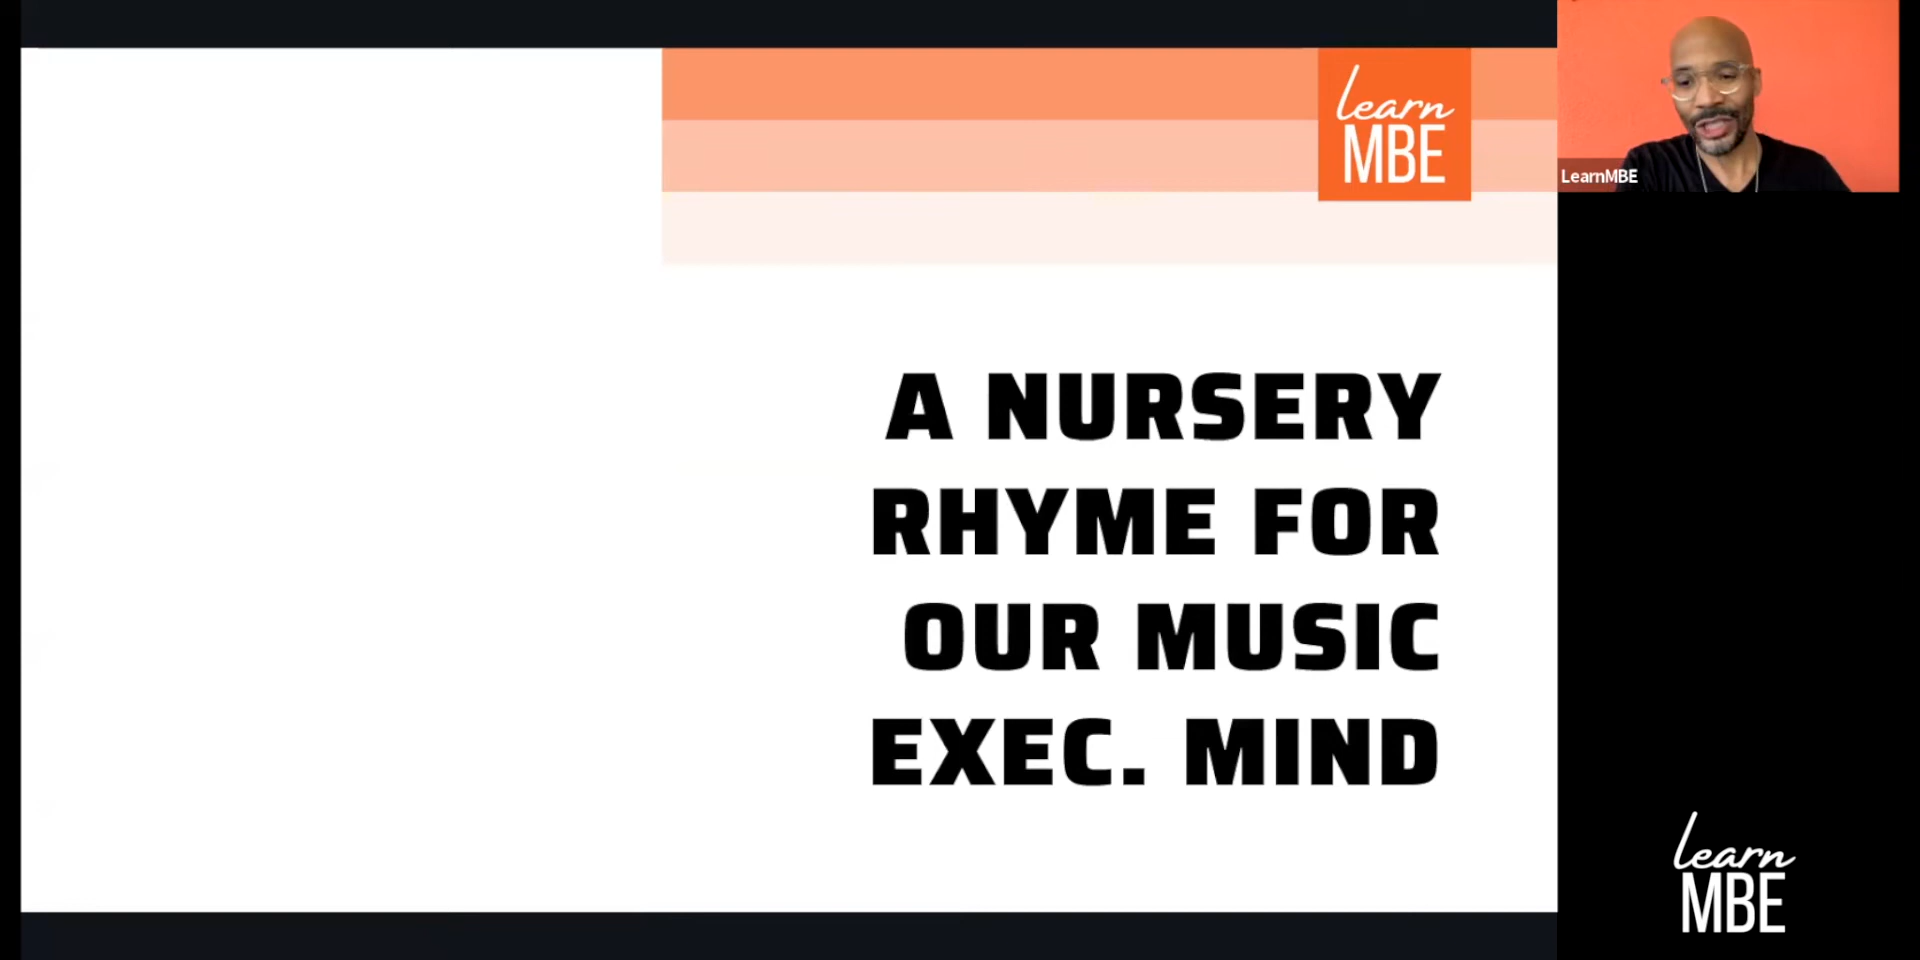 learn
MBE
LearnMBE
A NURSERY
RHYME FOR
OUR MUSIC
EXEC. MIND
learn
MBE